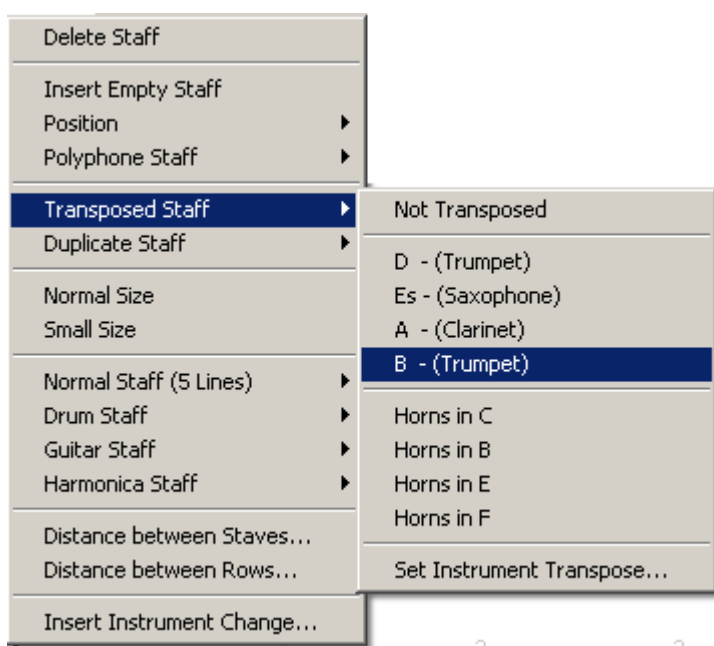 Delete Staff
Insert Empty Staff
Position
Polyphone Staff
Transposed Staff
Duplicate Staff
Normal Size
Small Size
Normal Staff (5 Lines)
Drum Staff
Guitar Staff
Harmonica Staff
Distance between Staves...
Distance between Rows...
Insert Instrument Change...
Not Transposed
D - (Trumpet)
Es - (Saxophone)
A - (Clarinet)
B - (Trumpet)
Horns in C
Horns in B
Horns in E
Horns in F
Set Instrument Transpose...